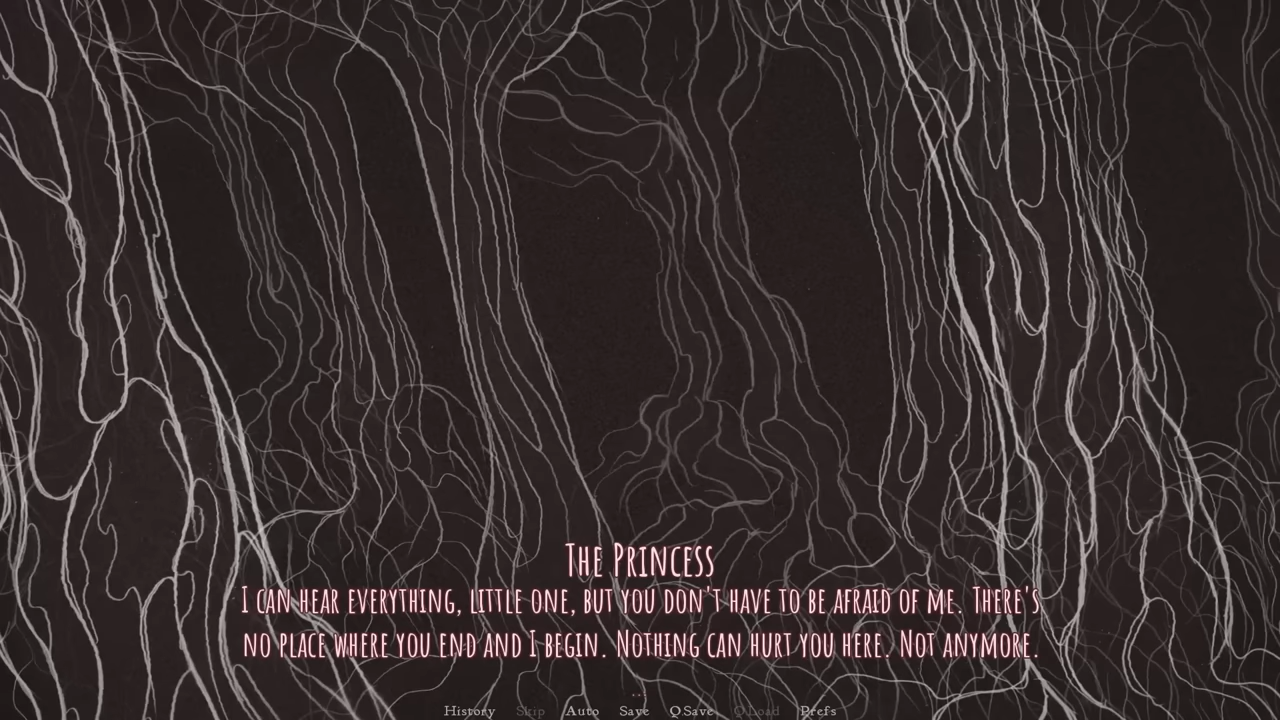 The Princess
I can hear everything, little one, but you don't have to be afraid of me. There's
no place where you end and I begin. Nothing can hurt you here. Not anymore.
...
History Skip Auto Save Q.Save Q.Load Prefs